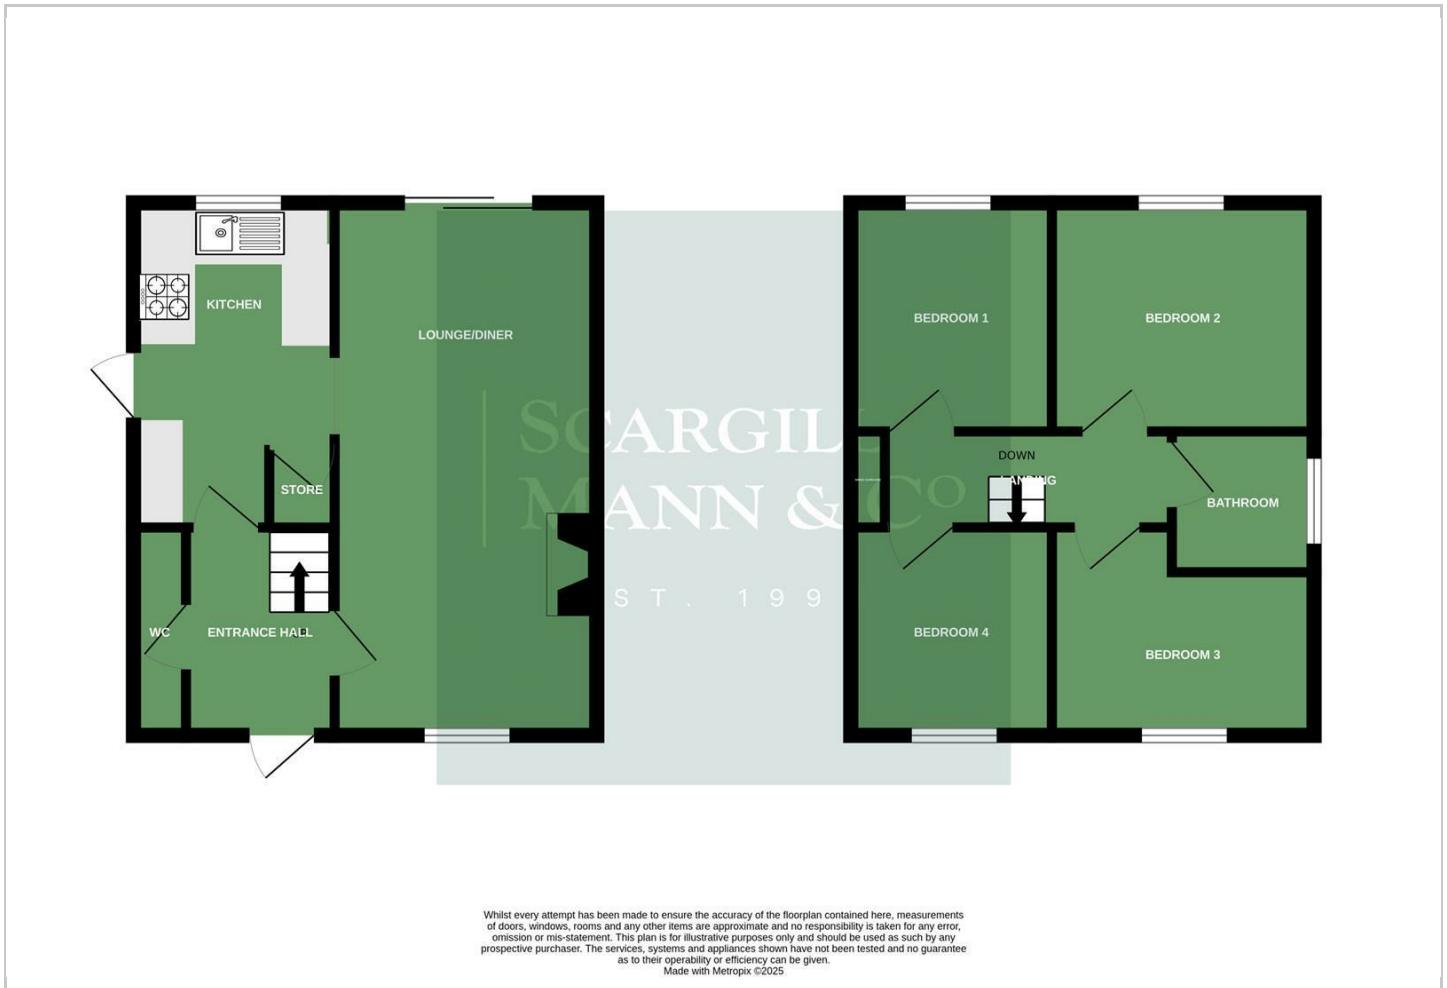 KITCHEN
LOUNGE/DINER
STORE
WC
ENTRANCE HALL
BEDROOM 1
BEDROOM 2
DOWN
LANDING
BATHROOM
BEDROOM 4
BEDROOM 3
SCARGILL
MANN & CO
EST. 199
Whilst every attempt has been made to ensure the accuracy of the floorplan contained here, measurements
of doors, windows, rooms and any other items are approximate and no responsibility is taken for any error,
omission or mis-statement. This plan is for illustrative purposes only and should be used as such by any
prospective purchaser. The services, systems and appliances shown have not been tested and no guarantee
as to their operability or efficiency can be given.
Made with Metropix ©2025